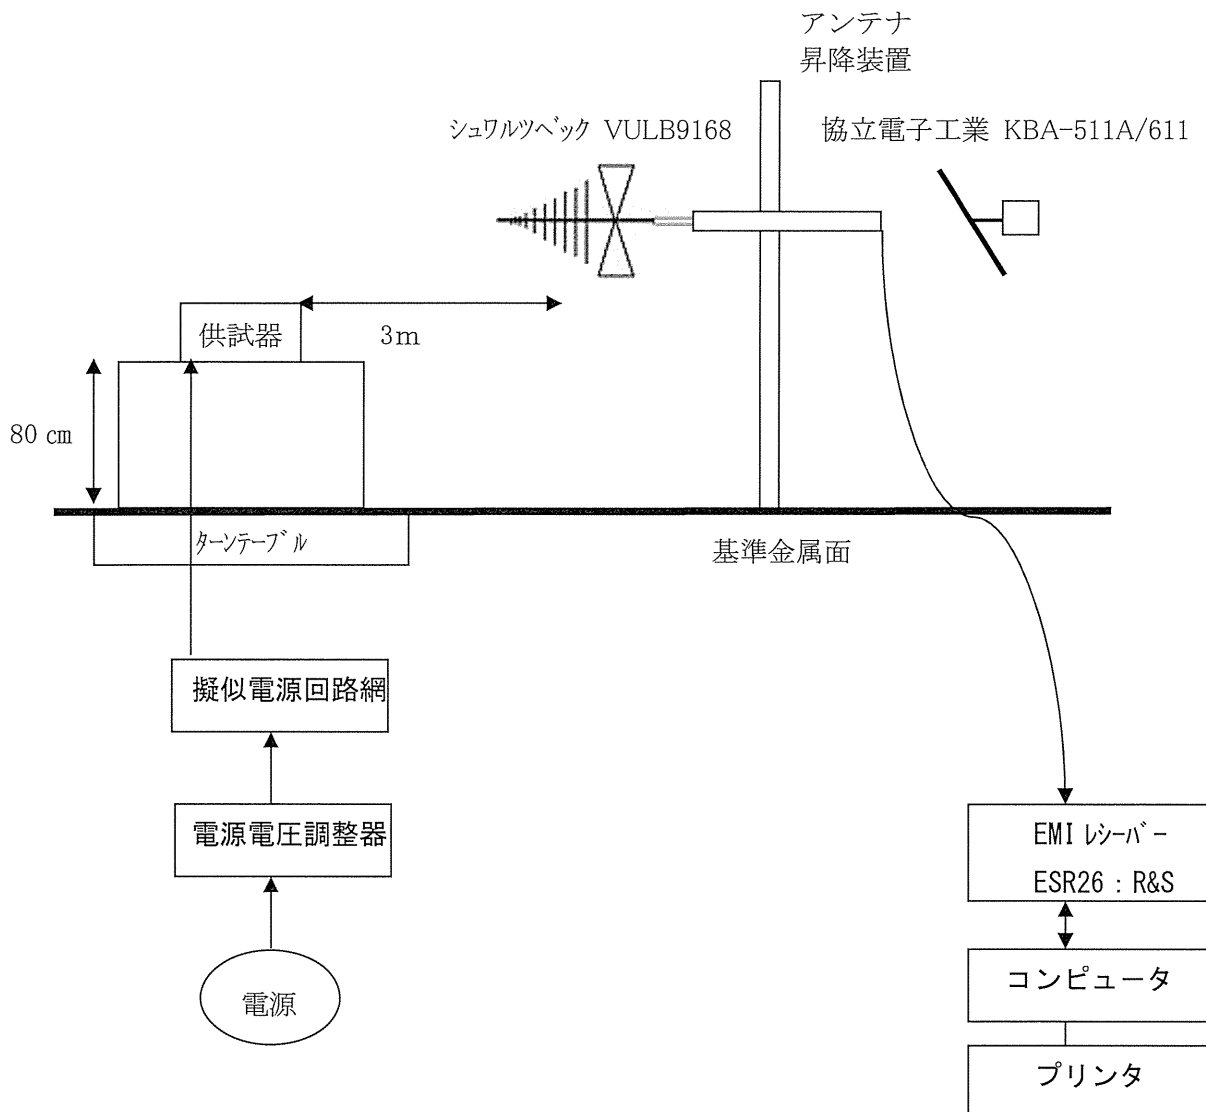 アンテナ
昇降装置
シュワルツベック VULB9168
協立電子工業 KBA-511A/611
供試器
3m
80 cm
ターンテーブル
基準金属面
擬似電源回路網
電源電圧調整器
電源
EMI レシーバー
ESR26：R&S
コンピュータ
プリンタ